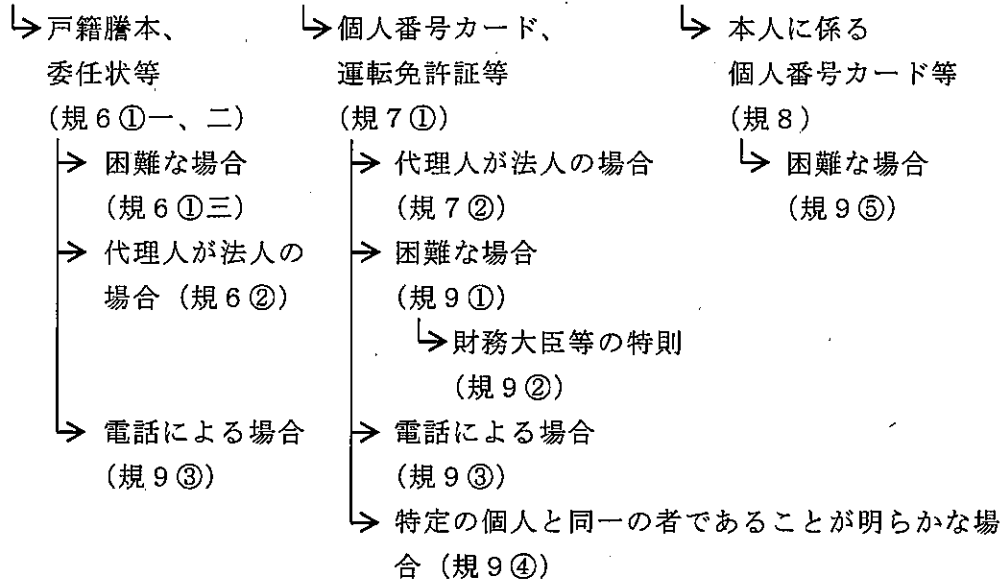 戸籍謄本、
委任状等
(規6①一、二)
困難な場合
(規6①三)
代理人が法人の
場合(規6②)
電話による場合
(規9③)
個人番号カード、
運転免許証等
(規7①)
代理人が法人の場合
(規7②)
困難な場合
(規9①)
財務大臣等の特則
(規9②)
電話による場合
(規9③)
特定の個人と同一の者であることが明らかな場
合(規9④)
本人に係る
個人番号カード等
(規8)
困難な場合
(規9⑤)